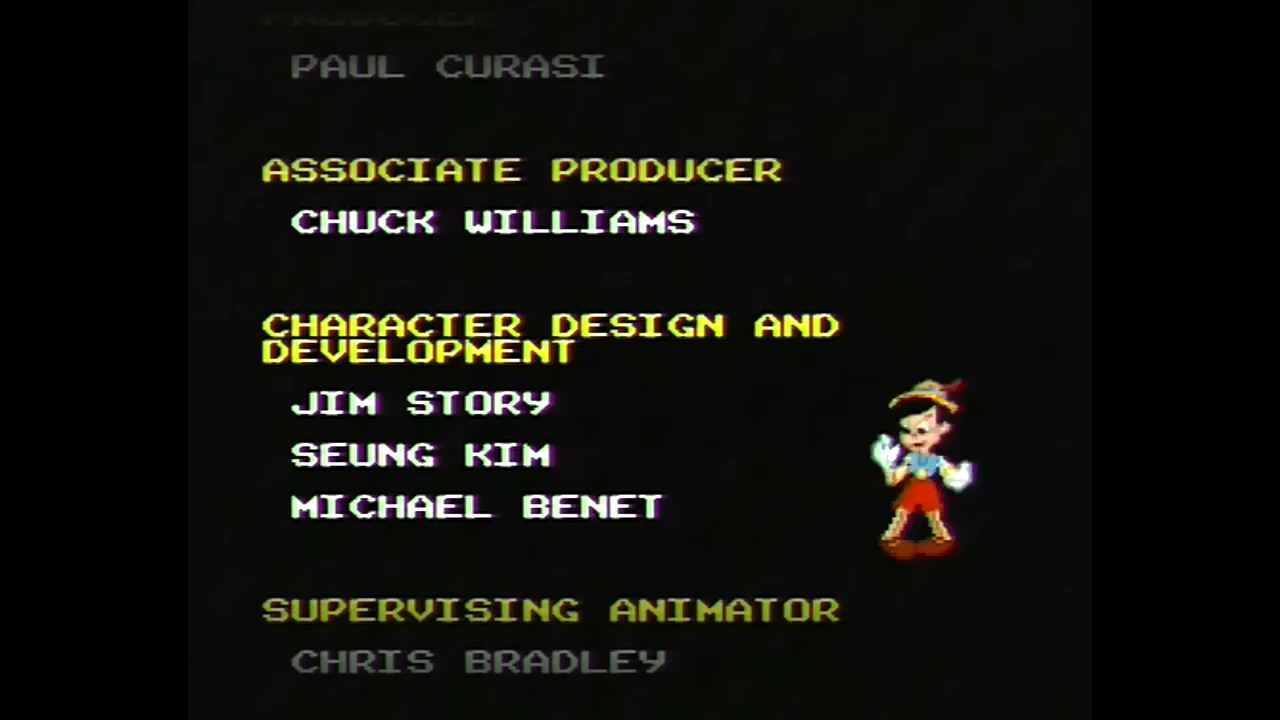 PRODUCER
PAUL CURASI
ASSOCIATE PRODUCER
CHUCK WILLIAMS
CHARACTER DESIGN AND
DEVELOPMENT
JIM STORY
SEUNG KIM
MICHAEL BENET
SUPERVISING ANIMATOR
CHRIS BRADLEY